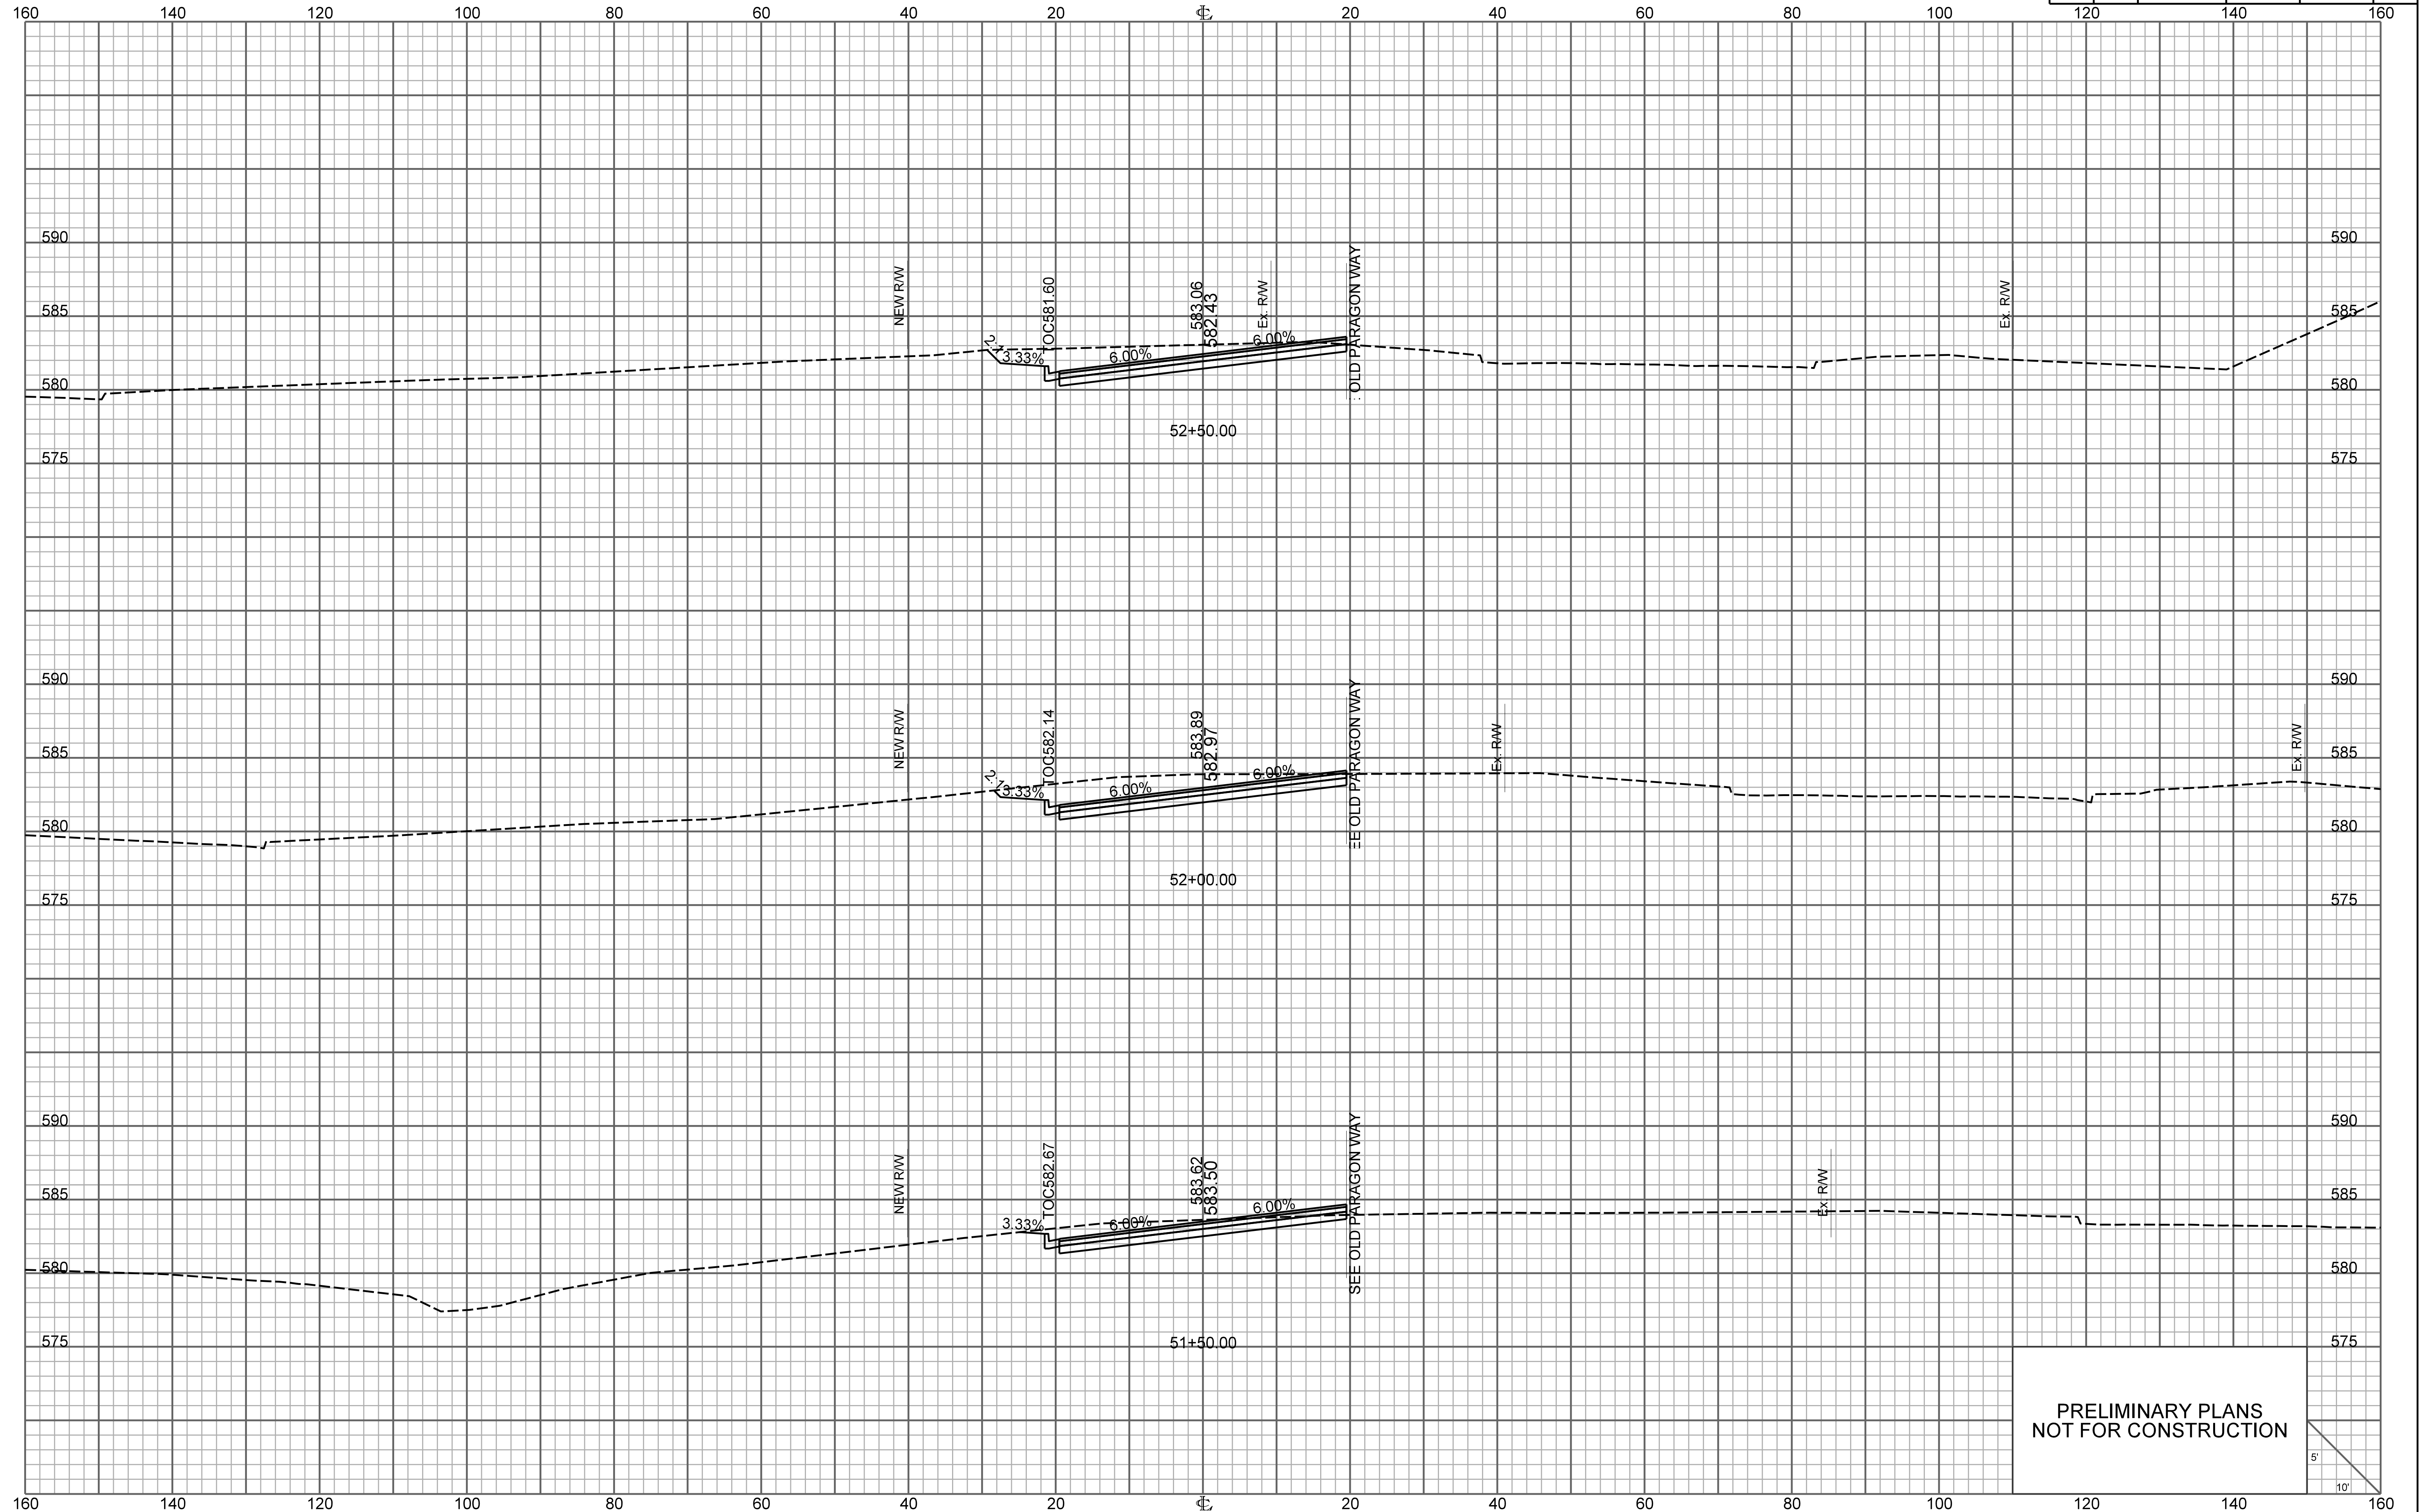 160 140 120 100 80 60 40 20 ℄ 20 40 60 80 100 120 140 160
590 590
NEW R/W
TOC581.60
583.06
582.43
Ex. R/W
OLD PARAGON WAY
Ex. R/W
585 585
2:1
3.33%
6.00%
6.00%
580 580
52+50.00
575 575
590 590
NEW R/W
TOC582.14
583.89
582.97
EE OLD PARAGON WAY
Ex. R/W
Ex. R/W
585 585
2:1
3.33%
6.00%
6.00%
580 580
52+00.00
575 575
590 590
NEW R/W
TOC582.67
583.62
583.50
SEE OLD PARAGON WAY
Ex. R/W
585 585
3.33%
6.00%
6.00%
580 580
51+50.00
575 575
PRELIMINARY PLANS
NOT FOR CONSTRUCTION
5'
10'
160 140 120 100 80 60 40 20 ℄ 20 40 60 80 100 120 140 160